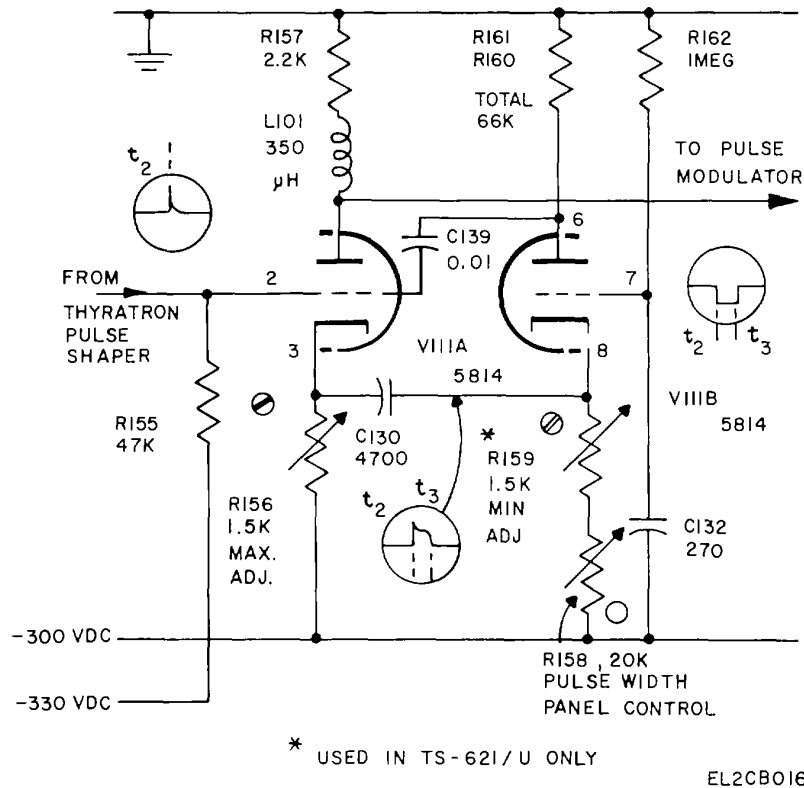 R157
2.2K
R161
R160
TOTAL
66K
R162
1MEG
L101
350
µH
t2
TO PULSE
MODULATOR
6
C139
0.01
FROM
THYRATRON
PULSE
SHAPER
2
7
3
V111A
5814
8
t2 t3
V111B
5814
R155
47K
C130
4700
*
R159
1.5K
MIN
ADJ
R156
1.5K
MAX.
ADJ.
t2 t3
C132
270
-300 VDC
R158, 20K
PULSE WIDTH
PANEL CONTROL
-330 VDC
* USED IN TS-621/U ONLY
EL2CB016